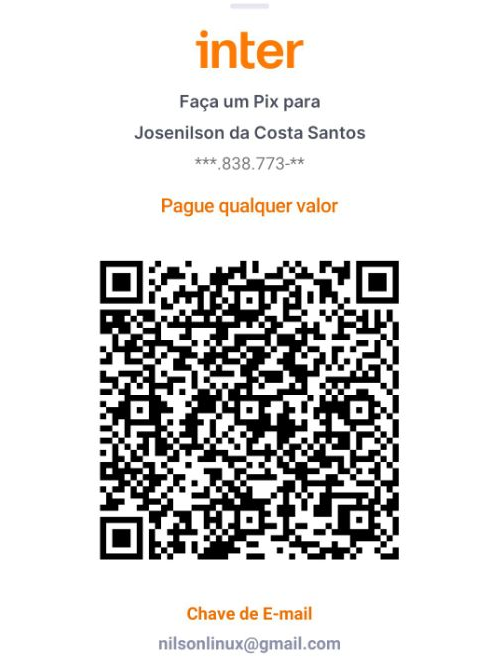 inter
Faça um Pix para
Josenilson da Costa Santos
***.838.773-**
Pague qualquer valor
Chave de E-mail
nilsonlinux@gmail.com